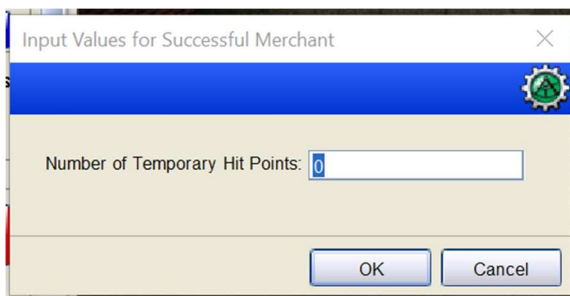 Input Values for Successful Merchant
Number of Temporary Hit Points: 0
OK Cancel